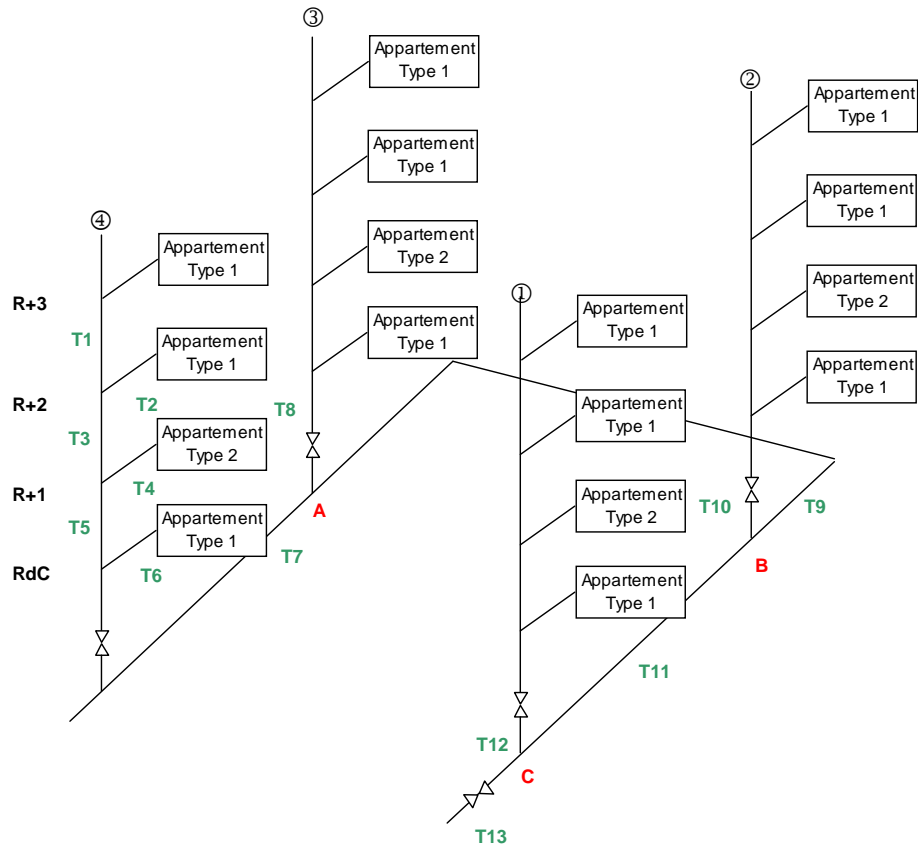 ③
Appartement
Type 1
②
Appartement
Type 1
Appartement
Type 1
Appartement
Type 1
④
Appartement
Type 1
Appartement
Type 2
Appartement
Type 2
①
R+3
Appartement
Type 1
T1
Appartement
Type 1
Appartement
Type 1
Appartement
Type 1
R+2
T2
T8
Appartement
Type 1
T3
Appartement
Type 2
T4
R+1
A
Appartement
Type 2
T10
T9
T5
Appartement
Type 1
T7
B
RdC
T6
Appartement
Type 1
T11
T12
C
T13